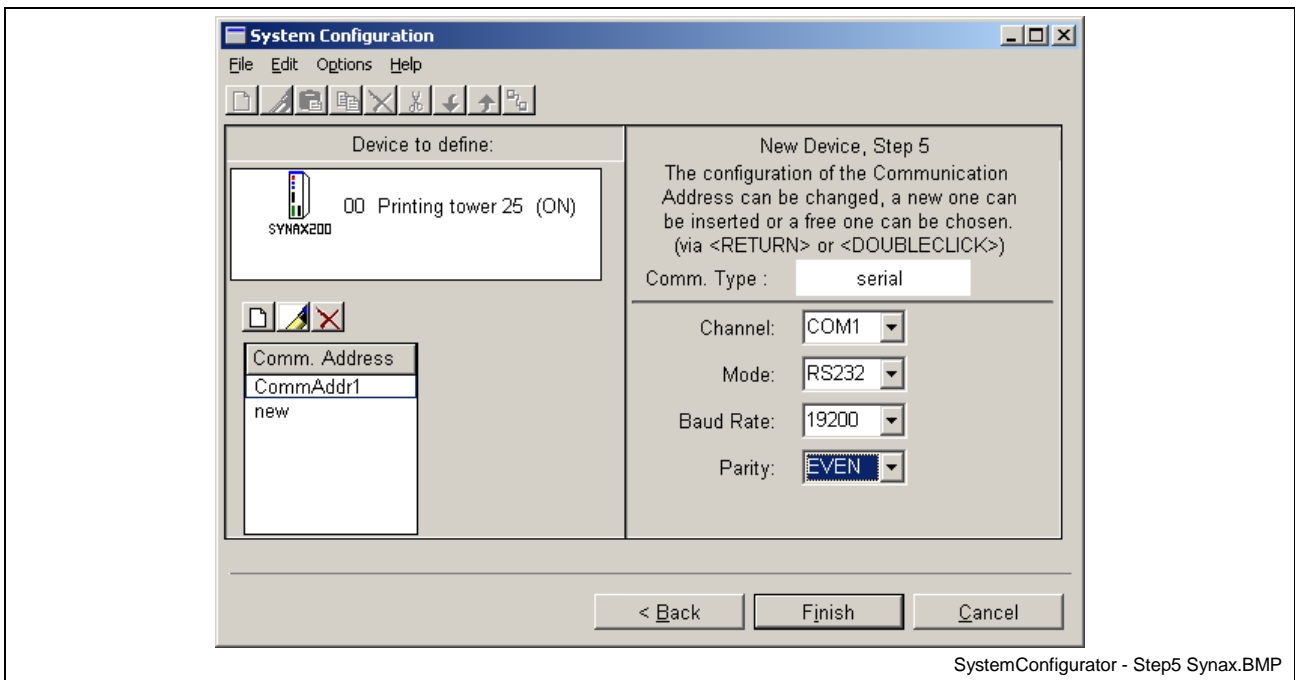 System Configuration
File Edit Options Help
Device to define:
00 Printing tower 25 (ON)
SYNAX200
Comm. Address
CommAddr1
new
New Device, Step 5
The configuration of the Communication
Address can be changed, a new one can
be inserted or a free one can be chosen.
(via <RETURN> or <DOUBLECLICK>)
Comm. Type : serial
Channel: COM1
Mode: RS232
Baud Rate: 19200
Parity: EVEN
< Back Finish Cancel
SystemConfigurator - Step5 Synax.BMP